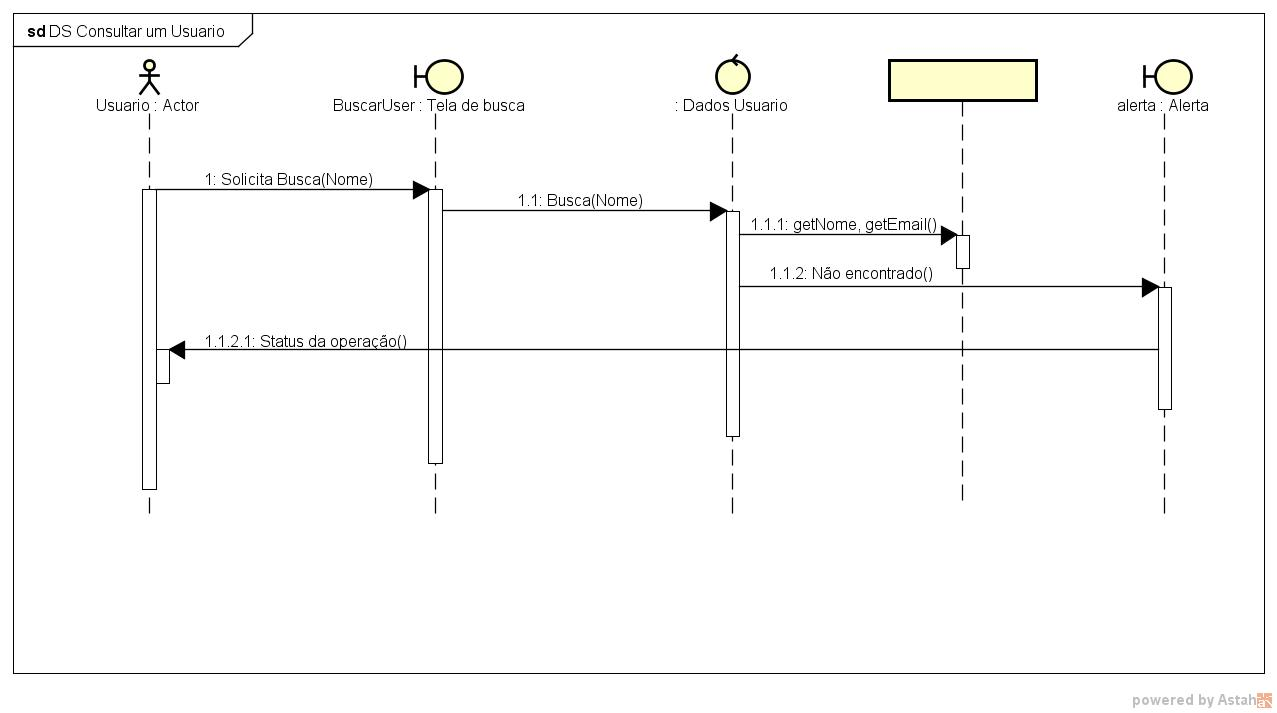 sd DS Consultar um Usuario
Usuario : Actor
BuscarUser : Tela de busca
: Dados Usuario
alerta : Alerta
1: Solicita Busca(Nome)
1.1: Busca(Nome)
1.1.1: getNome, getEmail()
1.1.2: Não encontrado()
1.1.2.1: Status da operação()
powered by Astah